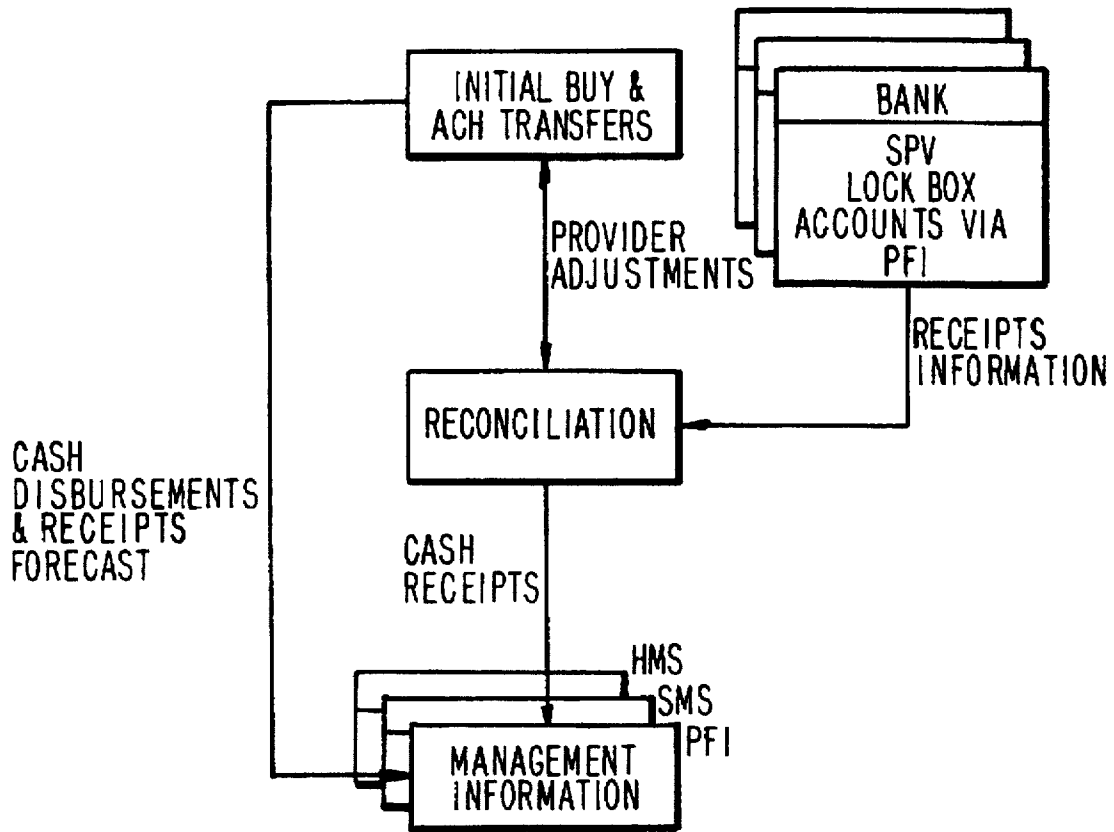 INITIAL BUY &
ACH TRANSFERS
BANK
SPV
LOCK BOX
ACCOUNTS VIA
PFI
PROVIDER
ADJUSTMENTS
RECEIPTS
INFORMATION
RECONCILIATION
CASH
DISBURSEMENTS
& RECEIPTS
FORECAST
CASH
RECEIPTS
HMS
SMS
PFI
MANAGEMENT
INFORMATION